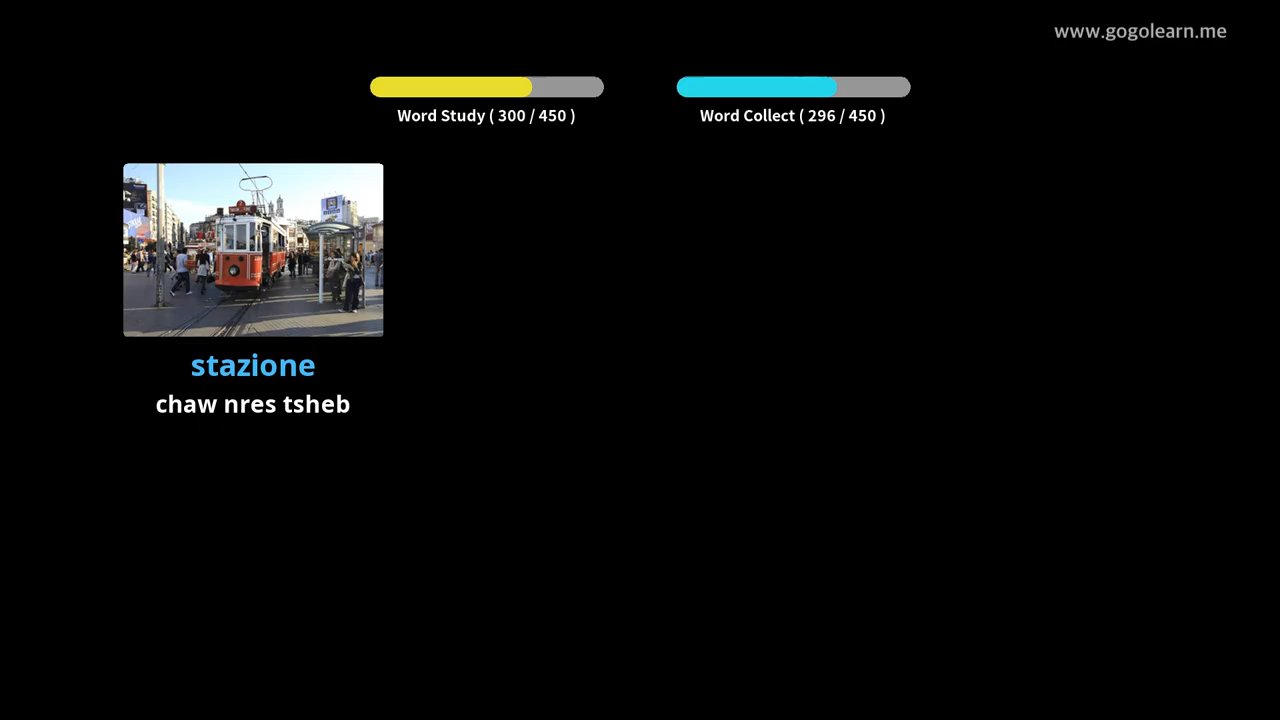 www.gogolearn.me
Word Study ( 300 / 450 )
Word Collect ( 296 / 450 )
stazione
chaw nres tsheb